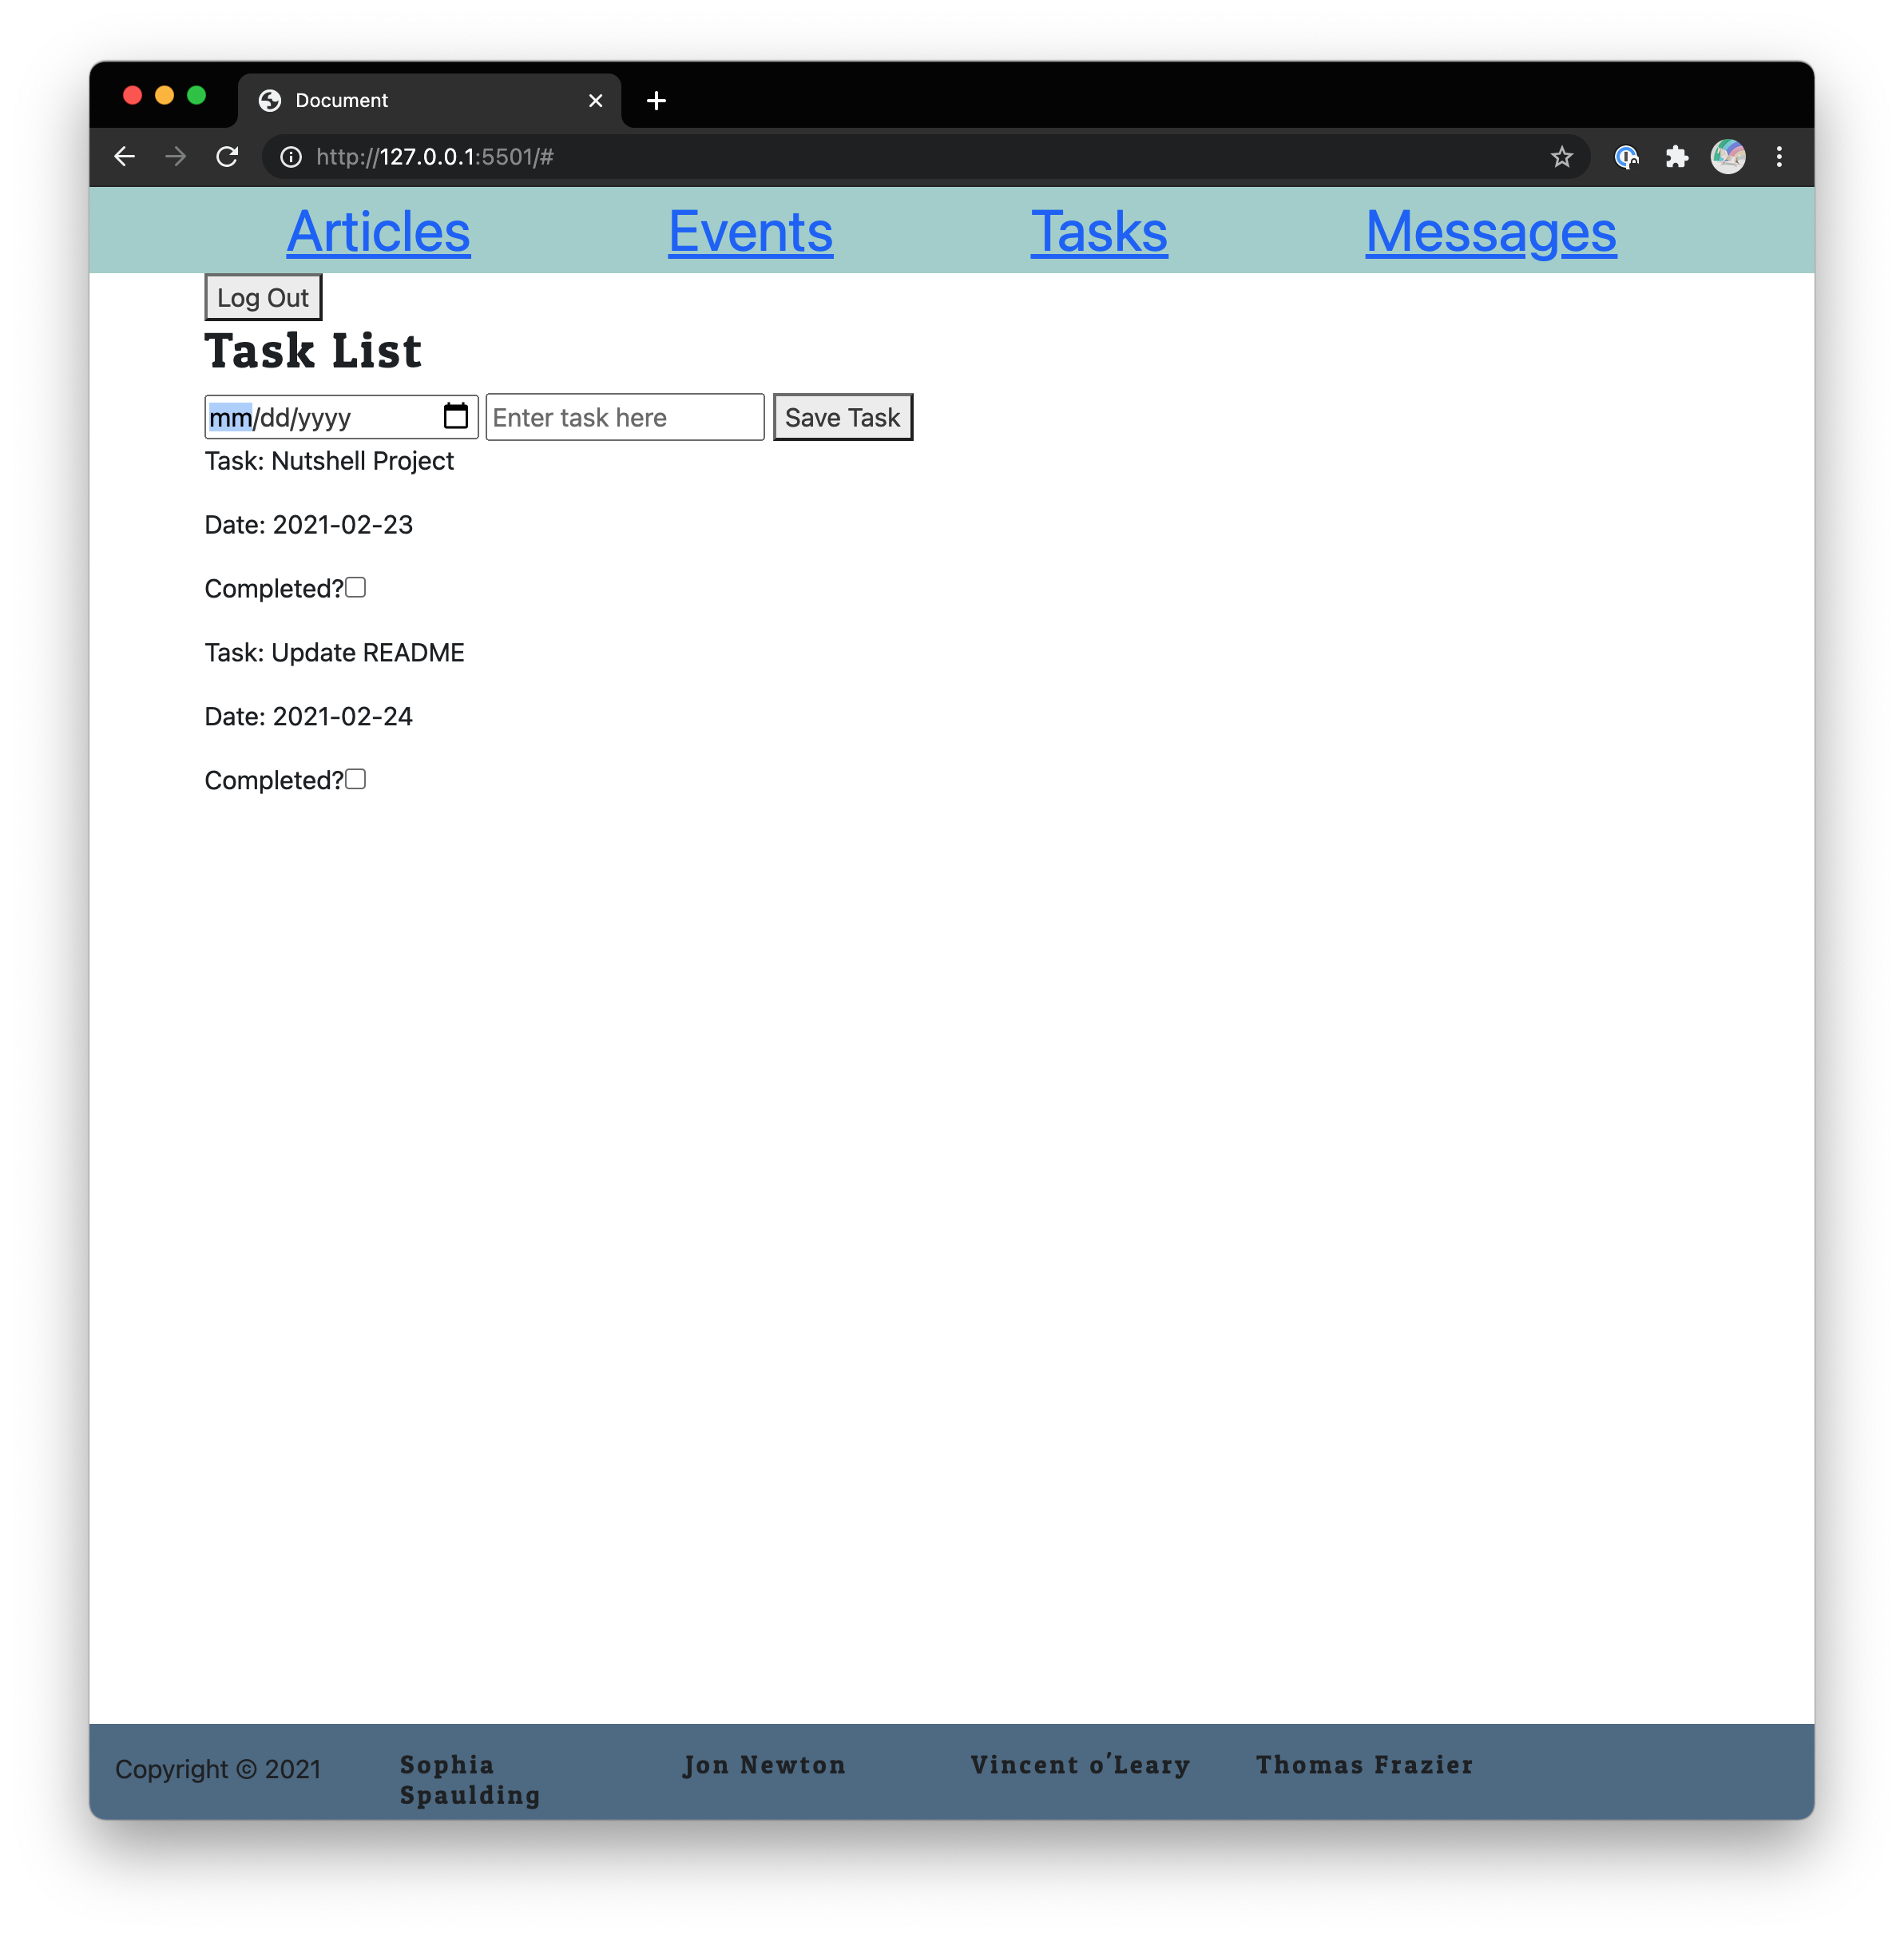 Document
http://127.0.0.1:5501/#
Articles Events Tasks Messages
Log Out
Task List
mm/dd/yyyy Enter task here Save Task
Task: Nutshell Project
Date: 2021-02-23
Completed?
Task: Update README
Date: 2021-02-24
Completed?
Copyright © 2021 Sophia Spaulding Jon Newton Vincent o'Leary Thomas Frazier